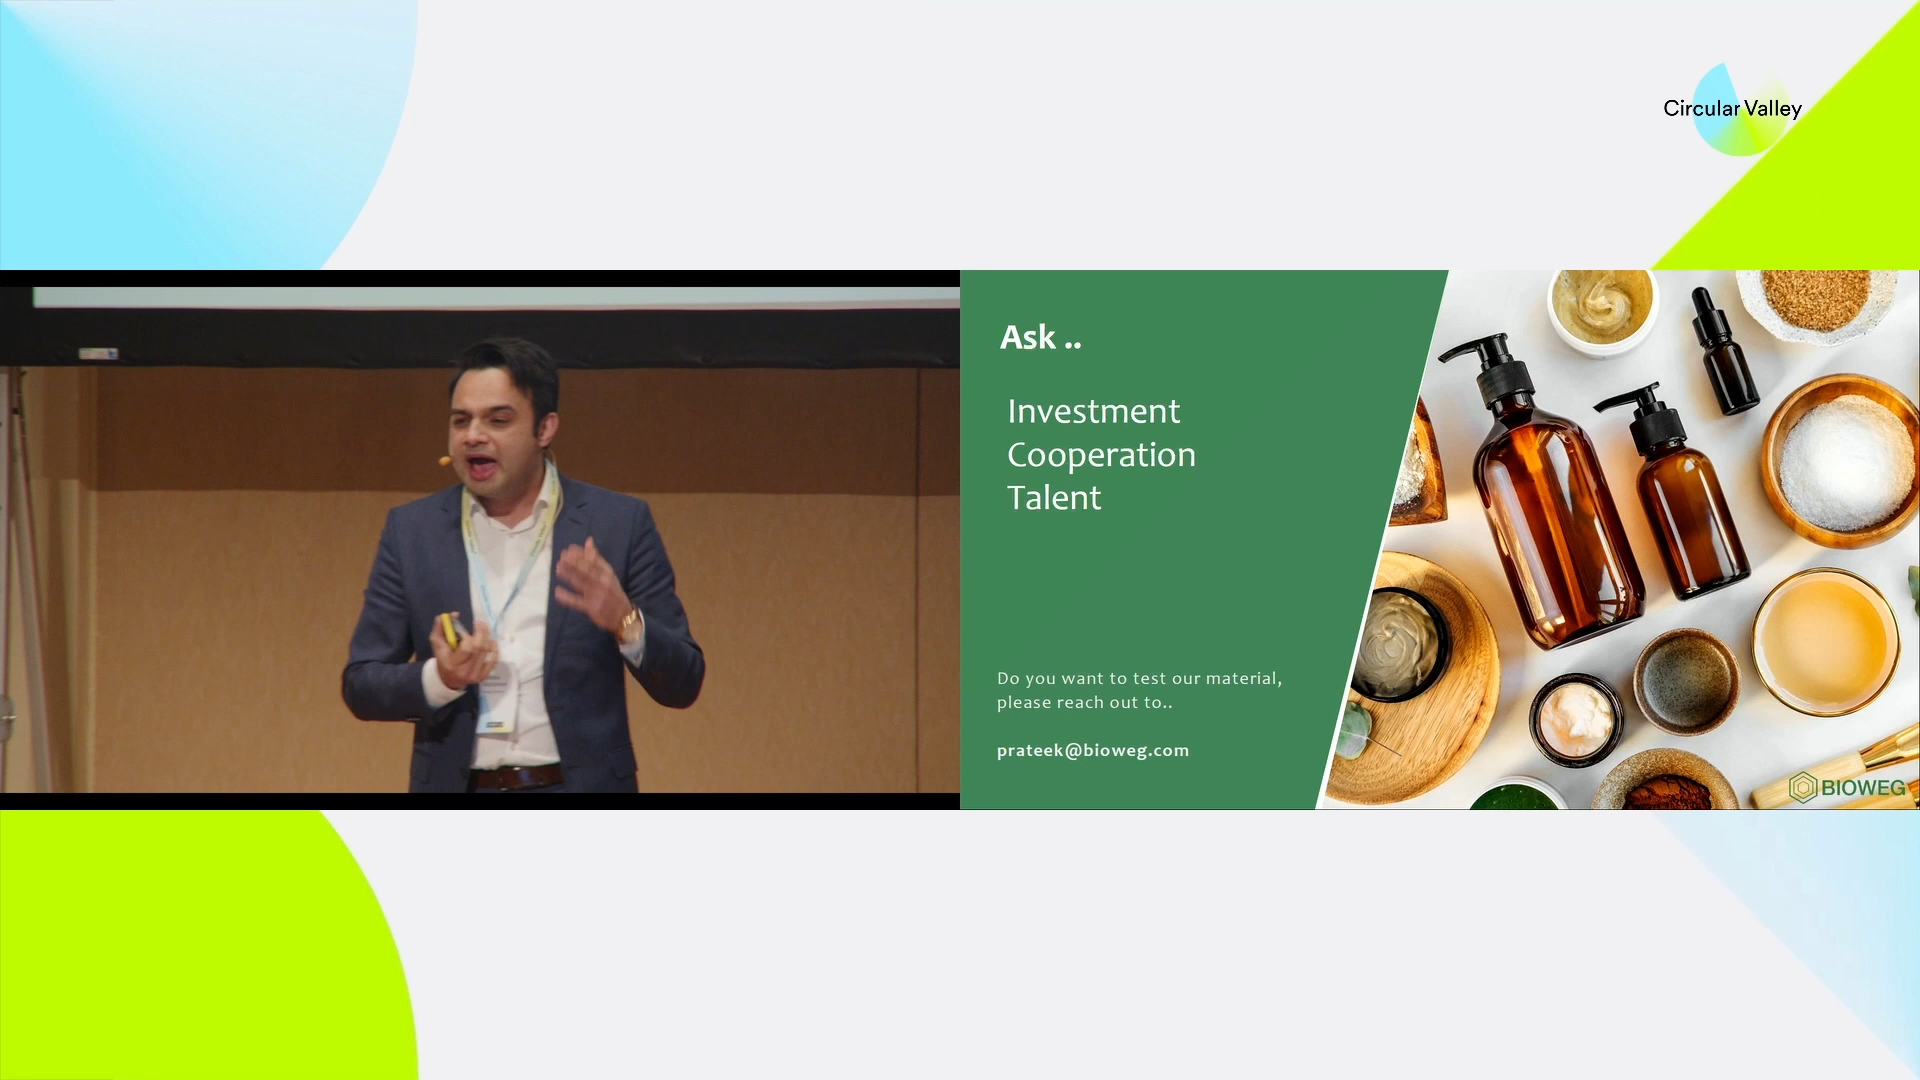 Circular Valley
Ask ..
Investment
Cooperation
Talent
Do you want to test our material,
please reach out to..
prateek@bioweg.com
BIOWEG